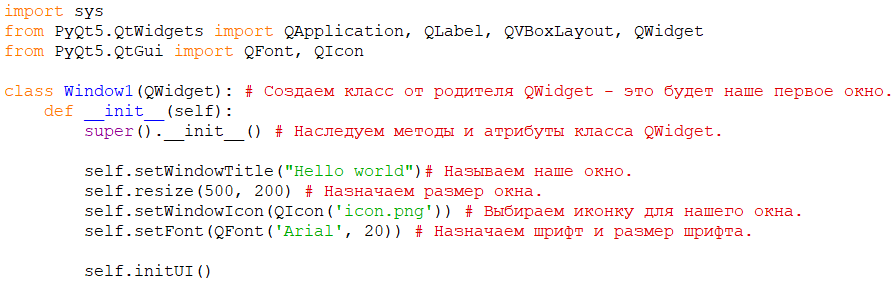 import sys
from PyQt5.QtWidgets import QApplication, QLabel, QVBoxLayout, QWidget
from PyQt5.QtGui import QFont, QIcon

class Window1(QWidget): # Создаем класс от родителя QWidget - это будет наше первое окно.
    def __init__(self):
        super().__init__() # Наследуем методы и атрибуты класса QWidget.

        self.setWindowTitle("Hello world")# Называем наше окно.
        self.resize(500, 200) # Назначаем размер окна.
        self.setWindowIcon(QIcon('icon.png')) # Выбираем иконку для нашего окна.
        self.setFont(QFont('Arial', 20)) # Назначаем шрифт и размер шрифта.

        self.initUI()